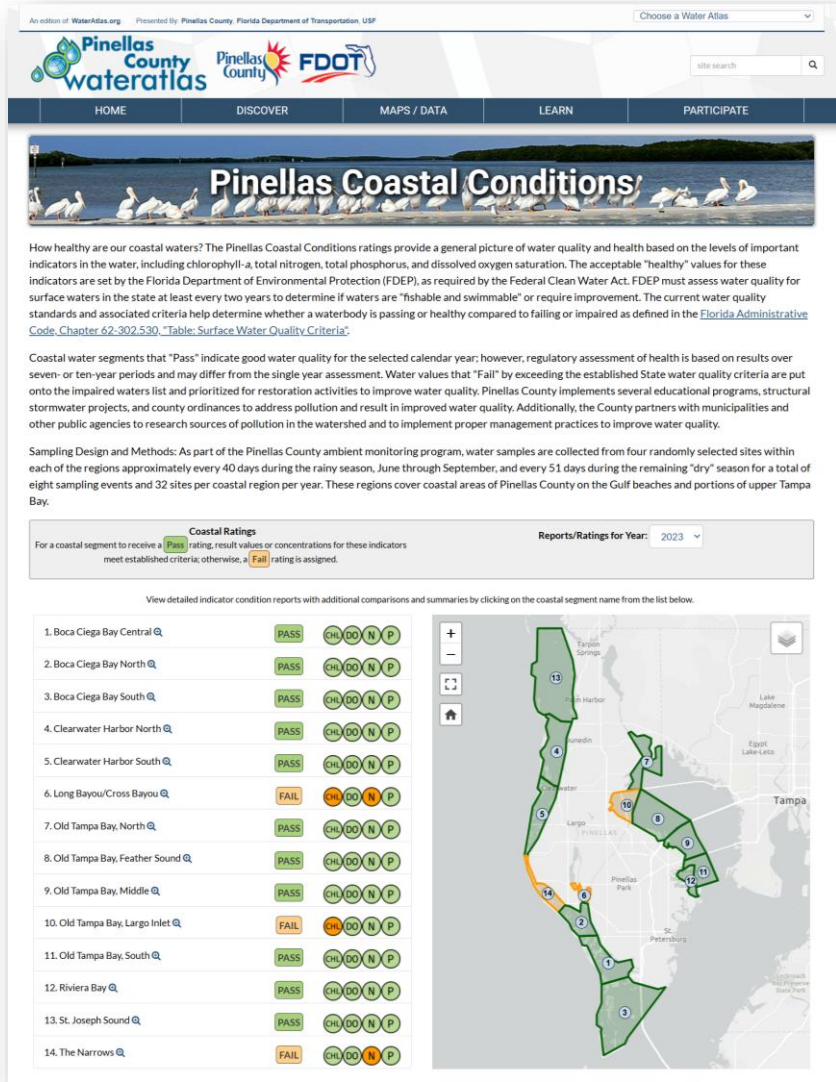 An edition of: WaterAtlas.org Presented By: Pinellas County, Florida Department of Transportation, USF
Choose a Water Atlas
Pinellas
County
wateratlas
Pinellas
County
FDOT
site search
HOME DISCOVER MAPS / DATA LEARN PARTICIPATE
Pinellas Coastal Conditions
How healthy are our coastal waters? The Pinellas Coastal Conditions ratings provide a general picture of water quality and health based on the levels of important
indicators in the water, including chlorophyll-a, total nitrogen, total phosphorus, and dissolved oxygen saturation. The acceptable "healthy" values for these
indicators are set by the Florida Department of Environmental Protection (FDEP), as required by the Federal Clean Water Act. FDEP must assess water quality for
surface waters in the state at least every two years to determine if waters are "fishable and swimmable" or require improvement. The current water quality
standards and associated criteria help determine whether a waterbody is passing or healthy compared to failing or impaired as defined in the Florida Administrative
Code, Chapter 62-302.530, "Table: Surface Water Quality Criteria".
Coastal water segments that "Pass" indicate good water quality for the selected calendar year; however, regulatory assessment of health is based on results over
seven- or ten-year periods and may differ from the single year assessment. Water values that "Fail" by exceeding the established State water quality criteria are put
onto the impaired waters list and prioritized for restoration activities to improve water quality. Pinellas County implements several educational programs, structural
stormwater projects, and county ordinances to address pollution and result in improved water quality. Additionally, the County partners with municipalities and
other public agencies to research sources of pollution in the watershed and to implement proper management practices to improve water quality.
Sampling Design and Methods: As part of the Pinellas County ambient monitoring program, water samples are collected from four randomly selected sites within
each of the regions approximately every 40 days during the rainy season, June through September, and every 51 days during the remaining "dry" season for a total of
eight sampling events and 32 sites per coastal region per year. These regions cover coastal areas of Pinellas County on the Gulf beaches and portions of upper Tampa
Bay.
Coastal Ratings
For a coastal segment to receive a Pass rating, result values or concentrations for these indicators
meet established criteria; otherwise, a Fail rating is assigned.
Reports/Ratings for Year: 2023
View detailed indicator condition reports with additional comparisons and summaries by clicking on the coastal segment name from the list below.
1. Boca Ciega Bay Central PASS CHL DO N P
2. Boca Ciega Bay North PASS CHL DO N P
3. Boca Ciega Bay South PASS CHL DO N P
4. Clearwater Harbor North PASS CHL DO N P
5. Clearwater Harbor South PASS CHL DO N P
6. Long Bayou/Cross Bayou FAIL CHL DO N P
7. Old Tampa Bay, North PASS CHL DO N P
8. Old Tampa Bay, Feather Sound PASS CHL DO N P
9. Old Tampa Bay, Middle PASS CHL DO N P
10. Old Tampa Bay, Largo Inlet FAIL CHL DO N P
11. Old Tampa Bay, South PASS CHL DO N P
12. Riviera Bay PASS CHL DO N P
13. St. Joseph Sound PASS CHL DO N P
14. The Narrows FAIL CHL DO N P
+
−
Tarpon
Springs
13
Harbor
Lake
Magdalene
4
Egypt
Lake-Leto
7
10
Tampa
5
8
Largo
PINELLAS
9
11
Pinellas
Park
12
14
6
2
St.
Petersburg
1
3